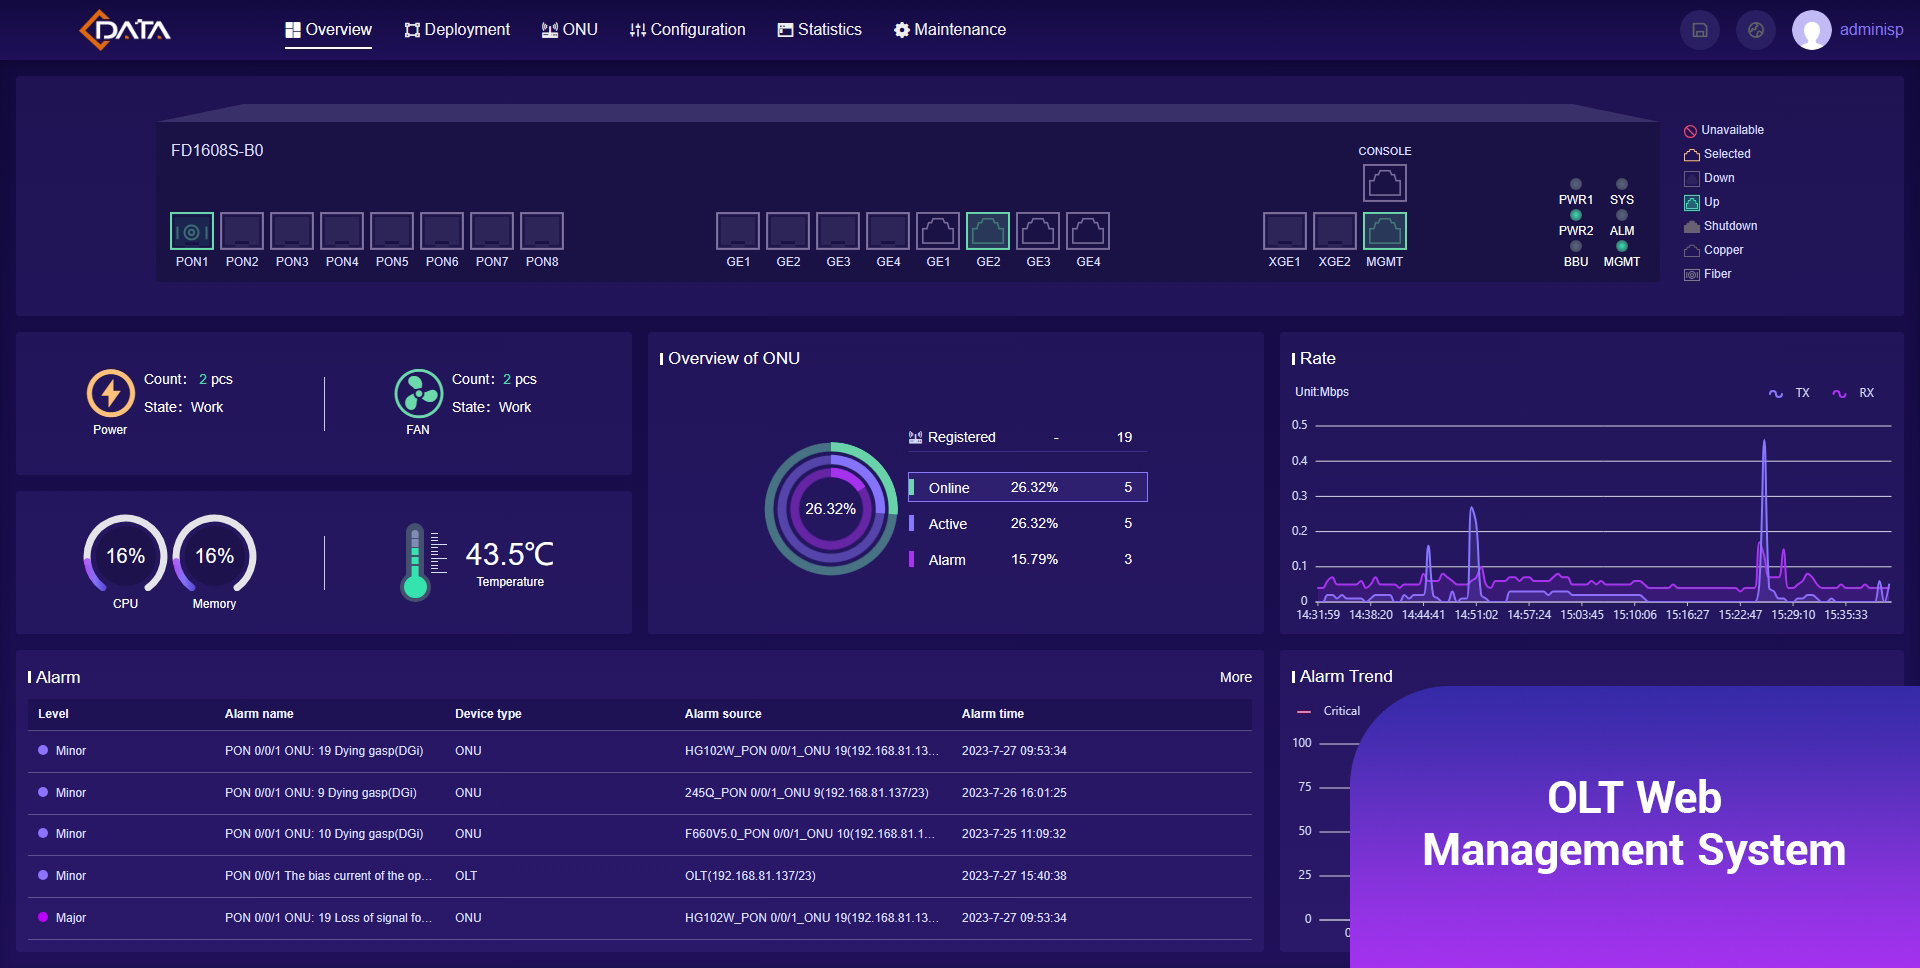 DATA
Overview
Deployment
ONU
Configuration
Statistics
Maintenance
adminisp
FD1608S-B0
CONSOLE
PON1 PON2 PON3 PON4 PON5 PON6 PON7 PON8
GE1 GE2 GE3 GE4 GE1 GE2 GE3 GE4
XGE1 XGE2 MGMT
PWR1 SYS
PWR2 ALM
BBU MGMT
Unavailable
Selected
Down
Up
Shutdown
Copper
Fiber
Count: 2 pcs
State: Work
Power
Count: 2 pcs
State: Work
FAN
16%
CPU
16%
Memory
43.5℃
Temperature
Overview of ONU
26.32%
Registered - 19
Online 26.32% 5
Active 26.32% 5
Alarm 15.79% 3
Rate
Unit:Mbps
TX RX
0.5
0.4
0.3
0.2
0.1
0
14:31:59 14:38:20 14:44:41 14:51:02 14:57:24 15:03:45 15:10:06 15:16:27 15:22:47 15:29:10 15:35:33
Alarm
More
Level Alarm name Device type Alarm source Alarm time
Minor PON 0/0/1 ONU: 19 Dying gasp(DGi) ONU HG102W_PON 0/0/1_ONU 19(192.168.81.13... 2023-7-27 09:53:34
Minor PON 0/0/1 ONU: 9 Dying gasp(DGi) ONU 245Q_PON 0/0/1_ONU 9(192.168.81.137/23) 2023-7-26 16:01:25
Minor PON 0/0/1 ONU: 10 Dying gasp(DGi) ONU F660V5.0_PON 0/0/1_ONU 10(192.168.81.1... 2023-7-25 11:09:32
Minor PON 0/0/1 The bias current of the op... OLT OLT(192.168.81.137/23) 2023-7-27 15:40:38
Major PON 0/0/1 ONU: 19 Loss of signal fo... ONU HG102W_PON 0/0/1_ONU 19(192.168.81.13... 2023-7-27 09:53:34
Alarm Trend
Critical
100
75
50
25
0
0
OLT Web
Management System